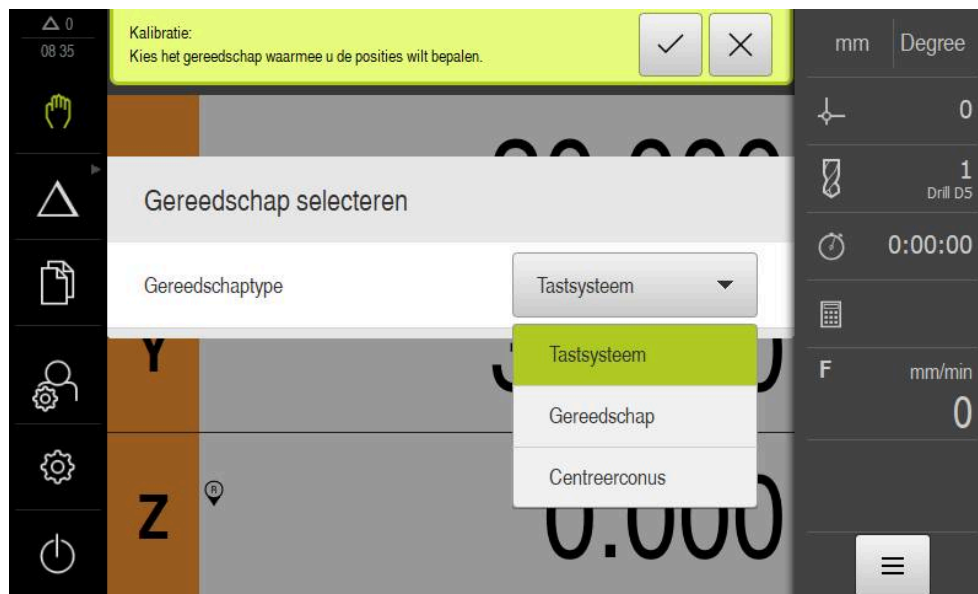 0
08 35
Kalibratie:
Kies het gereedschap waarmee u de posities wilt bepalen.
mm
Degree
0
1
Drill D5
0:00:00
Gereedschap selecteren
Gereedschaptype
Tastsysteem
Tastsysteem
Gereedschap
Centreerconus
Y
F
mm/min
0
Z
R
0.000